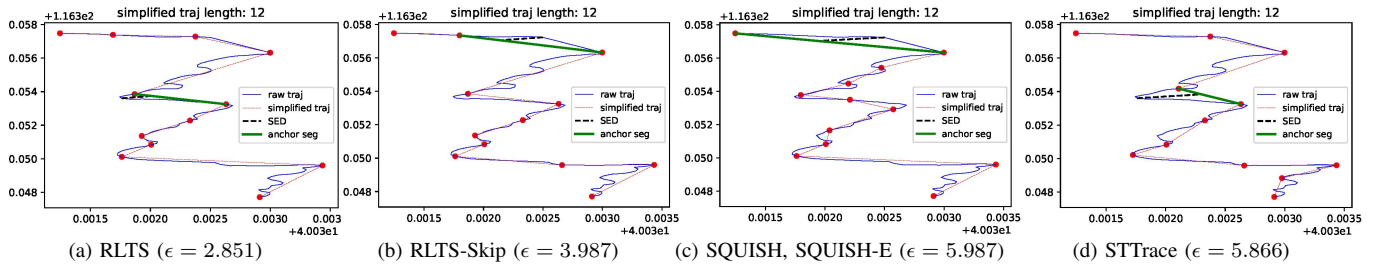 simplified traj length: 12
+1.163e2
0.058
0.056
0.054
0.052
0.050
0.048
raw traj
simplified traj
SED
anchor seg
0.0015 0.0020 0.0025 0.0030 0.003
+4.003e1
(a) RLTS (ϵ = 2.851)
simplified traj length: 12
+1.163e2
0.058
0.056
0.054
0.052
0.050
0.048
raw traj
simplified traj
SED
anchor seg
0.0015 0.0020 0.0025 0.0030 0.0035
+4.003e1
(b) RLTS-Skip (ϵ = 3.987)
simplified traj length: 12
+1.163e2
0.058
0.056
0.054
0.052
0.050
0.048
raw traj
simplified traj
SED
anchor seg
0.0015 0.0020 0.0025 0.0030 0.0035
+4.003e1
(c) SQUISH, SQUISH-E (ϵ = 5.987)
simplified traj length: 12
+1.163e2
0.058
0.056
0.054
0.052
0.050
0.048
raw traj
simplified traj
SED
anchor seg
0.0015 0.0020 0.0025 0.0030 0.0035
+4.003e1
(d) STTrace (ϵ = 5.866)